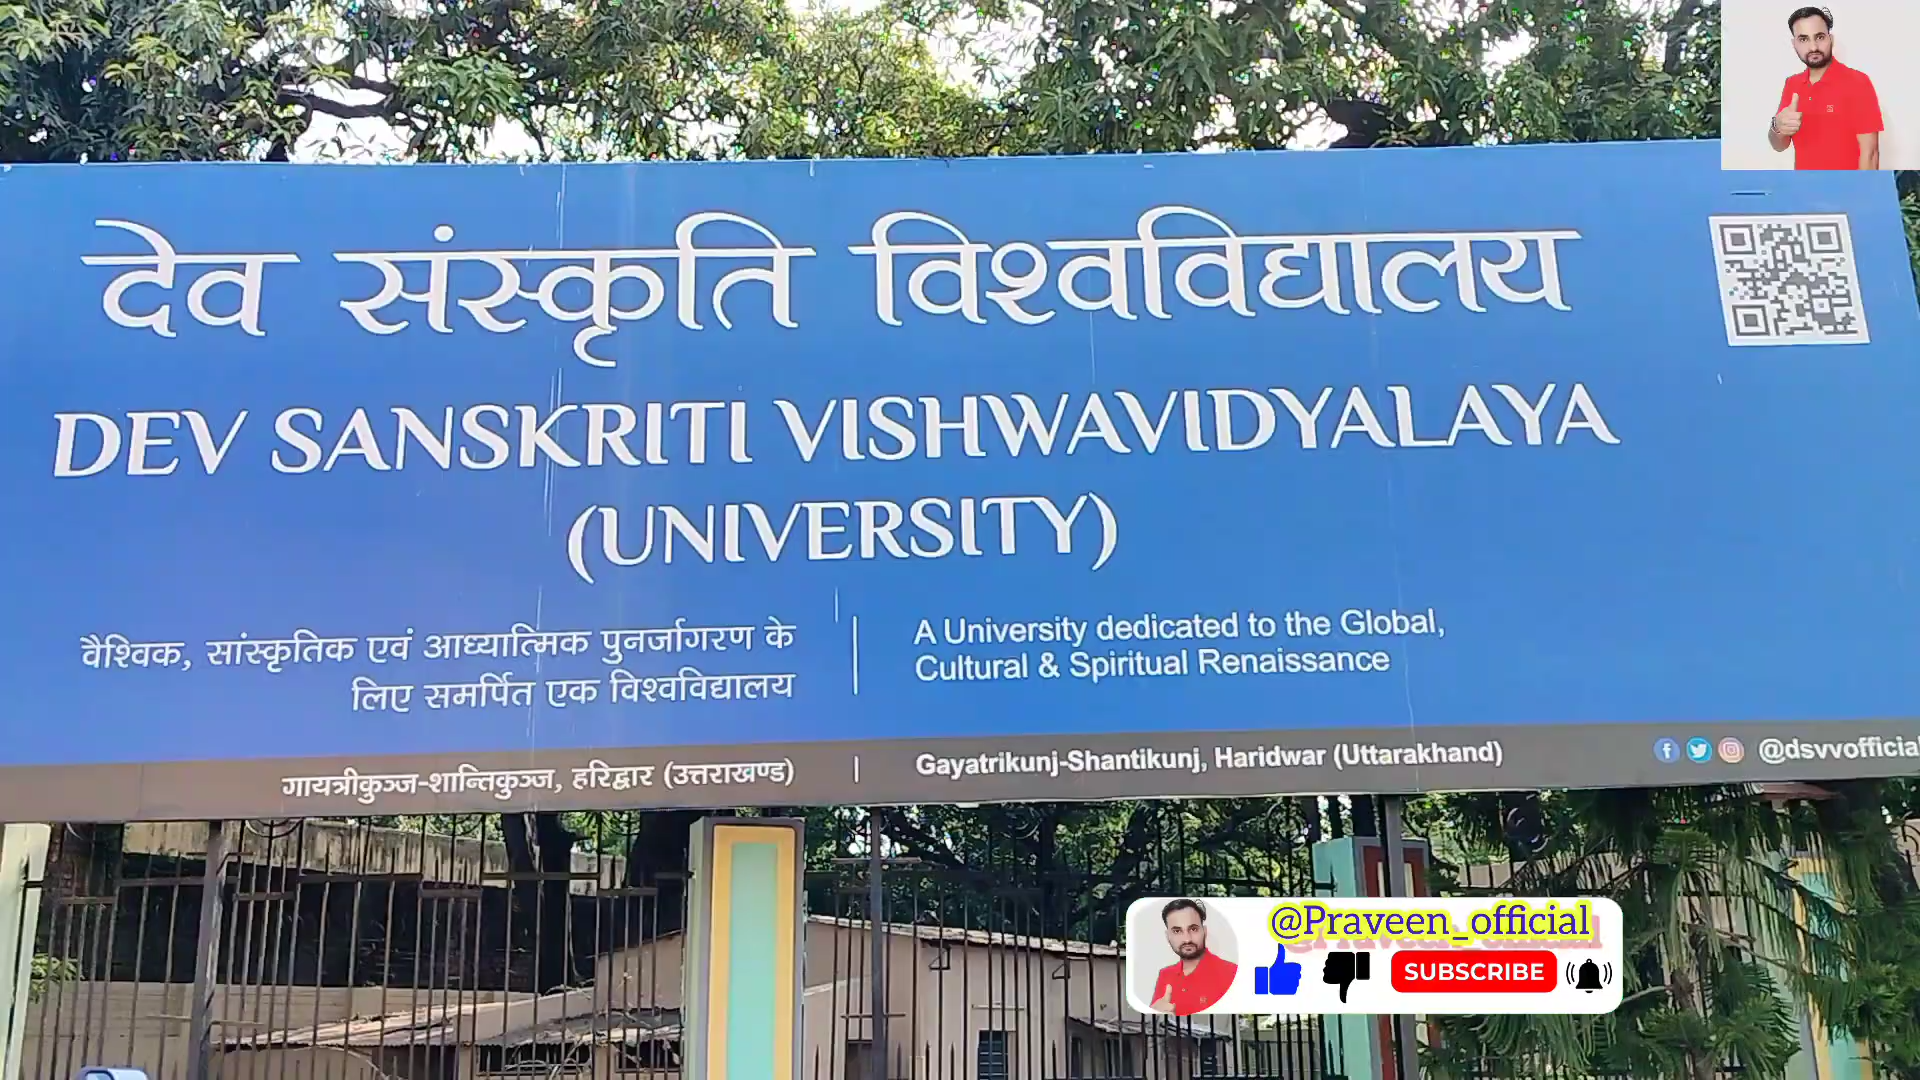 देव संस्कृति विश्वविद्यालय
DEV SANSKRITI VISHWAVIDYALAYA
(UNIVERSITY)
वैश्विक, सांस्कृतिक एवं आध्यात्मिक पुनर्जागरण के
लिए समर्पित एक विश्वविद्यालय
A University dedicated to the Global,
Cultural & Spiritual Renaissance
गायत्रीकुञ्ज-शान्तिकुञ्ज, हरिद्वार (उत्तराखण्ड)
Gayatrikunj-Shantikunj, Haridwar (Uttarakhand)
@dsvvofficial
@Praveen_official
SUBSCRIBE